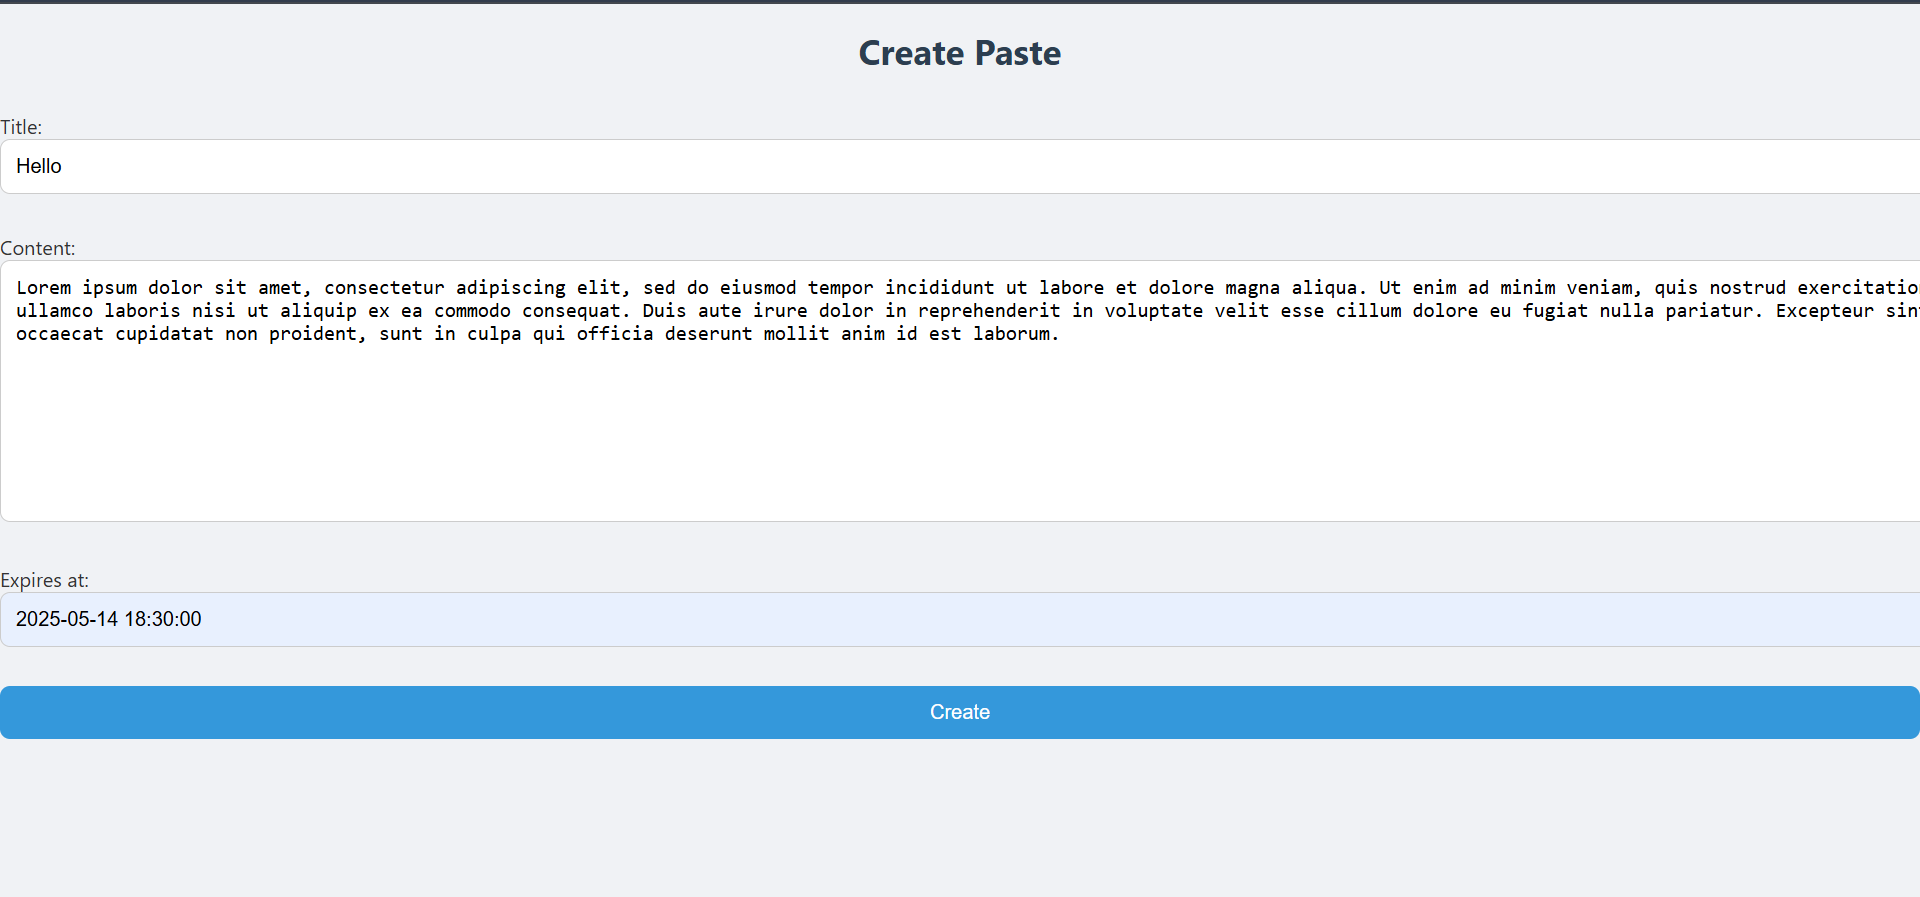 Create Paste
Title:
Hello
Content:
Lorem ipsum dolor sit amet, consectetur adipiscing elit, sed do eiusmod tempor incididunt ut labore et dolore magna aliqua. Ut enim ad minim veniam, quis nostrud exercitatio
ullamco laboris nisi ut aliquip ex ea commodo consequat. Duis aute irure dolor in reprehenderit in voluptate velit esse cillum dolore eu fugiat nulla pariatur. Excepteur sin
occaecat cupidatat non proident, sunt in culpa qui officia deserunt mollit anim id est laborum.
Expires at:
2025-05-14 18:30:00
Create